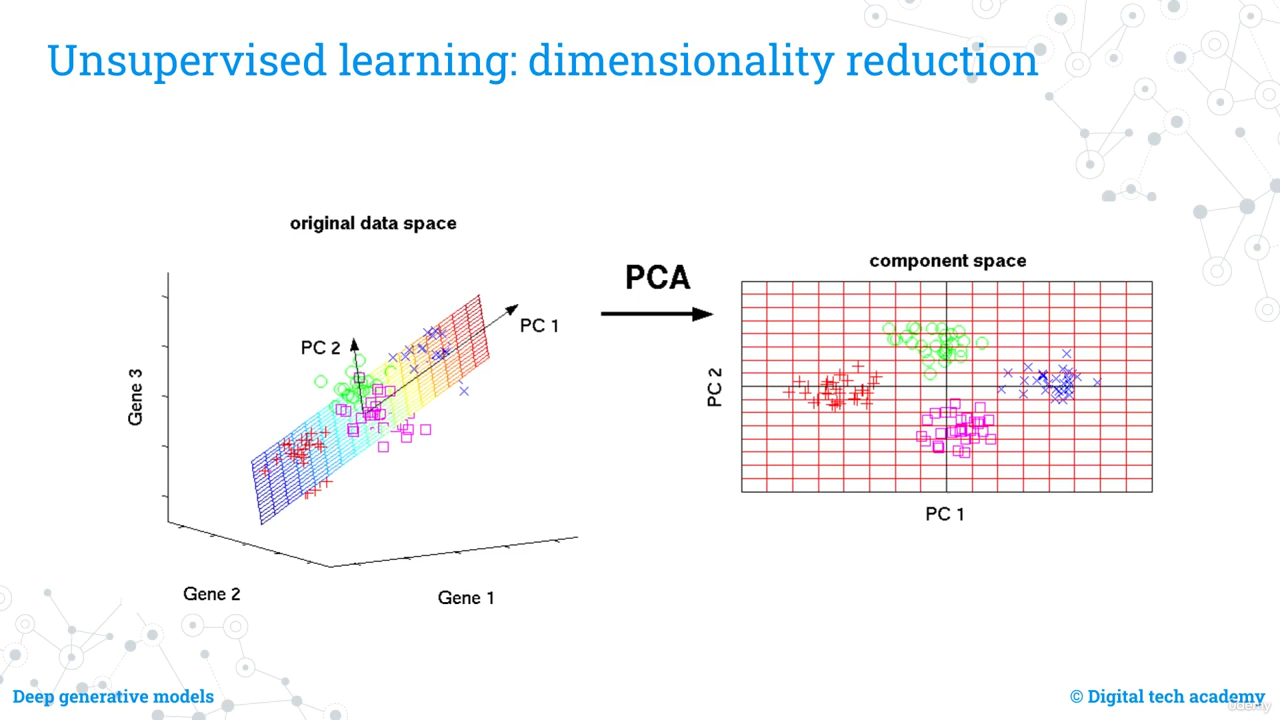 Unsupervised learning: dimensionality reduction
original data space
PCA
component space
PC 1
PC 2
Gene 3
Gene 2
Gene 1
PC 2
PC 1
Deep generative models
© Digital tech academy
udemy